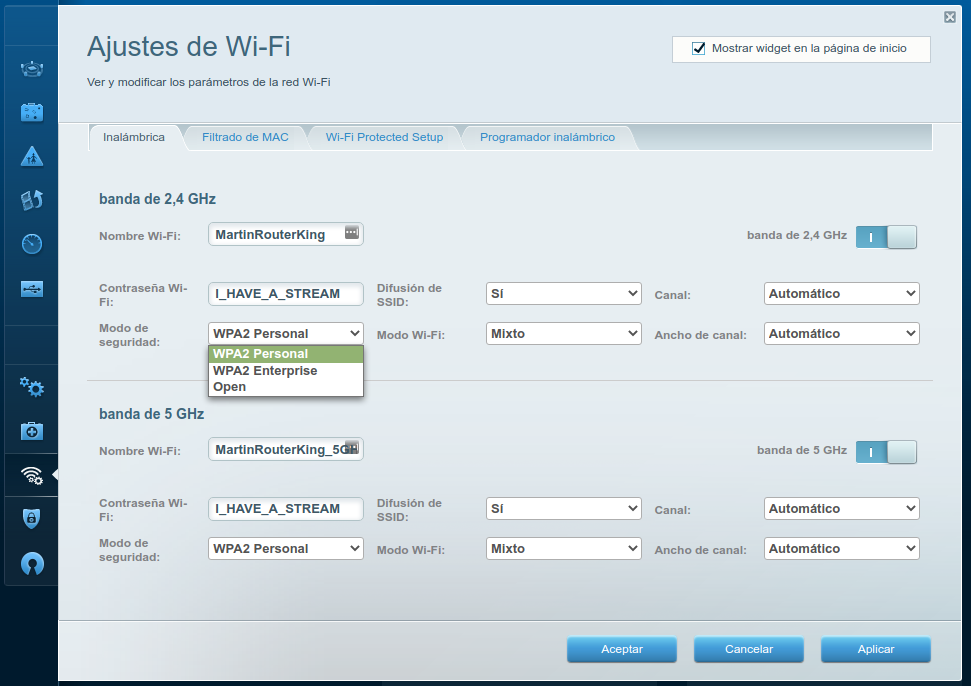 Ajustes de Wi-Fi
Mostrar widget en la página de inicio
Ver y modificar los parámetros de la red Wi-Fi
Inalámbrica
Filtrado de MAC
Wi-Fi Protected Setup
Programador inalámbrico
banda de 2,4 GHz
Nombre Wi-Fi:
MartinRouterKing
banda de 2,4 GHz
I
Contraseña Wi-
Fi:
I_HAVE_A_STREAM
Difusión de
SSID:
Sí
Canal:
Automático
Modo de
seguridad:
WPA2 Personal
Modo Wi-Fi:
Mixto
Ancho de canal:
Automático
WPA2 Personal
WPA2 Enterprise
Open
banda de 5 GHz
Nombre Wi-Fi:
MartinRouterKing_5GH
banda de 5 GHz
I
Contraseña Wi-
Fi:
I_HAVE_A_STREAM
Difusión de
SSID:
Sí
Canal:
Automático
Modo de
seguridad:
WPA2 Personal
Modo Wi-Fi:
Mixto
Ancho de canal:
Automático
Aceptar
Cancelar
Aplicar